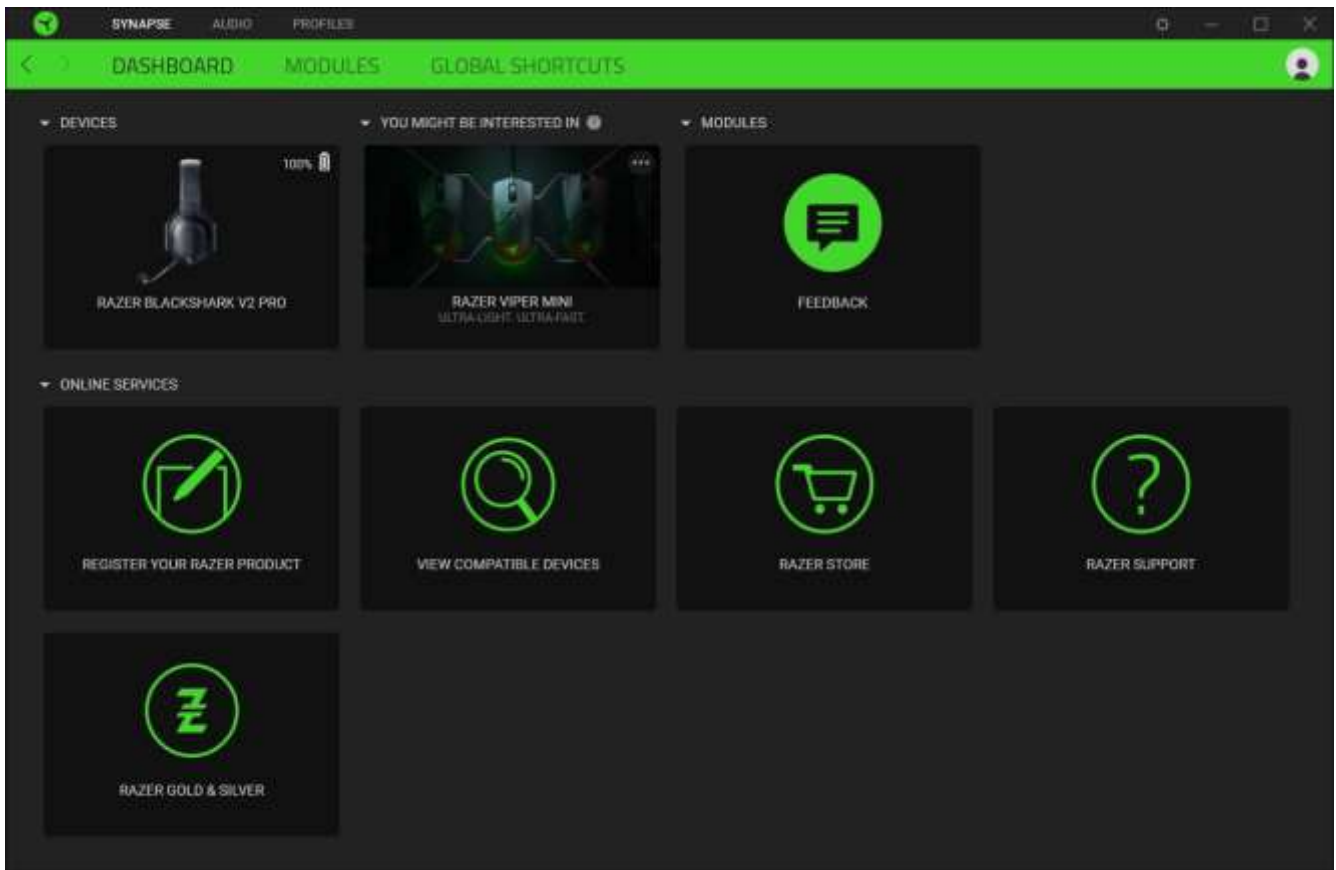 SYNAPSE AUDIO PROFILES
DASHBOARD MODULES GLOBAL SHORTCUTS
DEVICES
YOU MIGHT BE INTERESTED IN
MODULES
100%
RAZER BLACKSHARK V2 PRO
RAZER VIPER MINI
ULTRA-LIGHT. ULTRA-FAST.
FEEDBACK
ONLINE SERVICES
REGISTER YOUR RAZER PRODUCT
VIEW COMPATIBLE DEVICES
RAZER STORE
RAZER SUPPORT
RAZER GOLD & SILVER